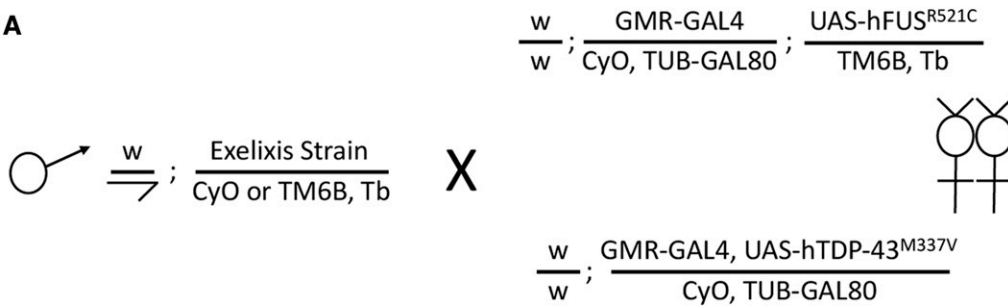 A
w GMR-GAL4 UAS-hFUSR521C
; ;
w CyO, TUB-GAL80 TM6B, Tb
w Exelixis Strain
; X
CyO or TM6B, Tb
w GMR-GAL4, UAS-hTDP-43M337V
;
w CyO, TUB-GAL80